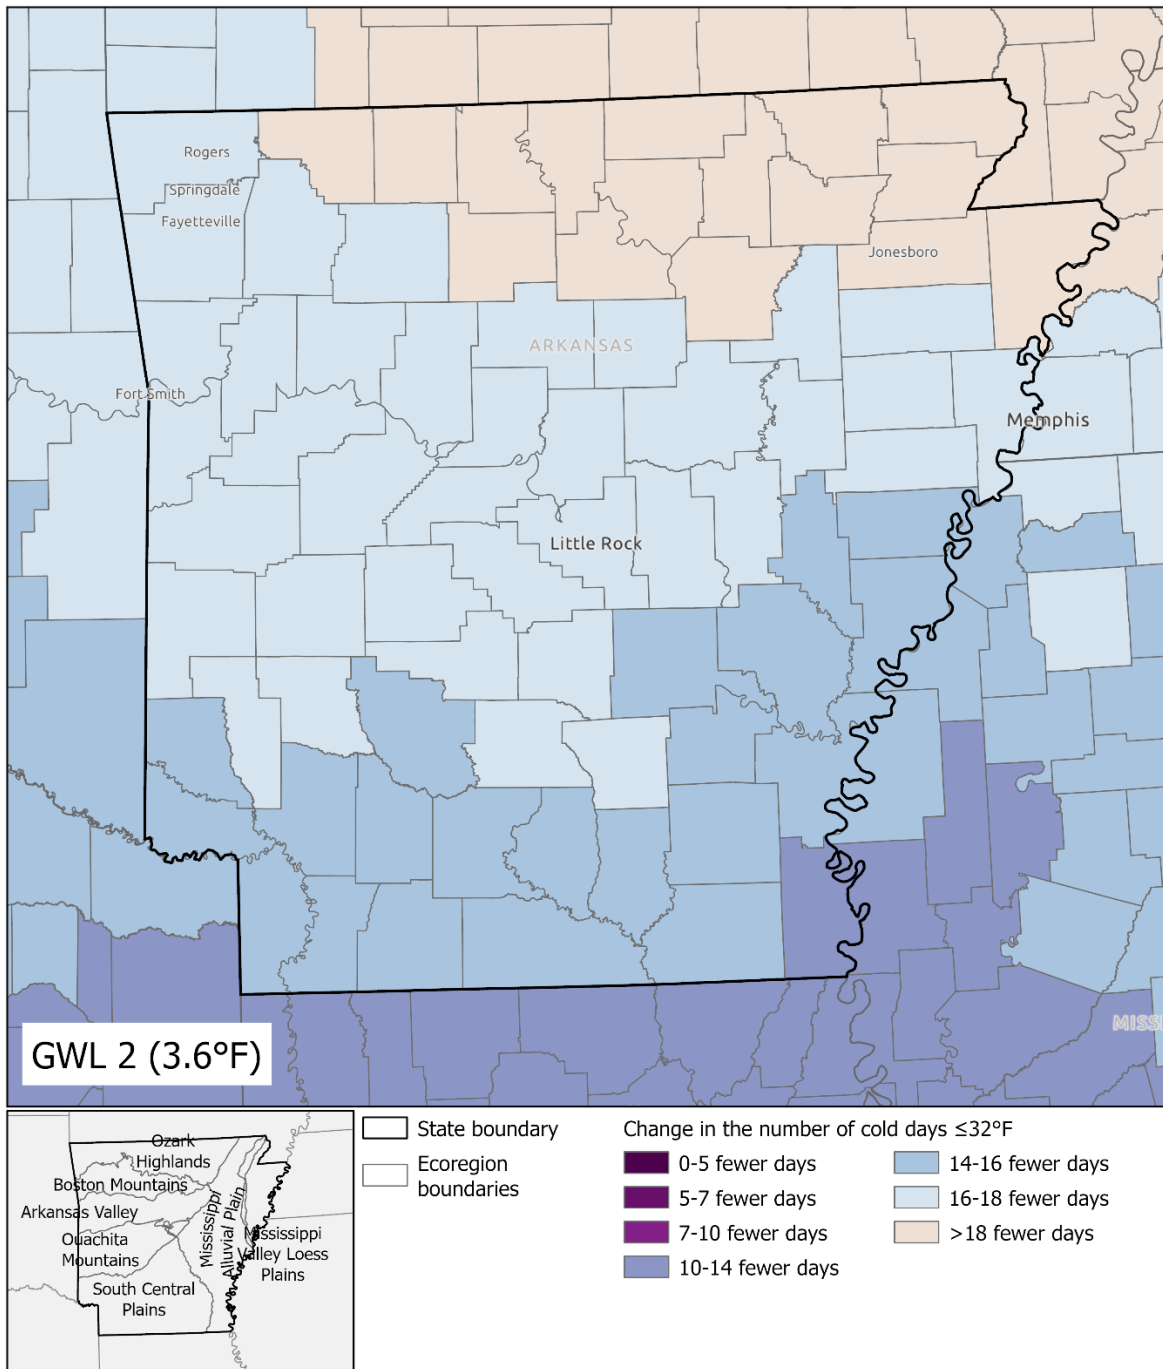 Rogers
Springdale
Fayetteville
Jonesboro
ARKANSAS
Fort Smith
Memphis
Little Rock
MISSI
GWL 2 (3.6°F)
Ozark
Highlands
Boston Mountains
Arkansas Valley
Ouachita
Mountains
Mississippi
Alluvial Plain
Mississippi
Valley Loess
Plains
South Central
Plains
State boundary
Ecoregion
boundaries
Change in the number of cold days ≤32°F
0-5 fewer days
5-7 fewer days
7-10 fewer days
10-14 fewer days
14-16 fewer days
16-18 fewer days
>18 fewer days